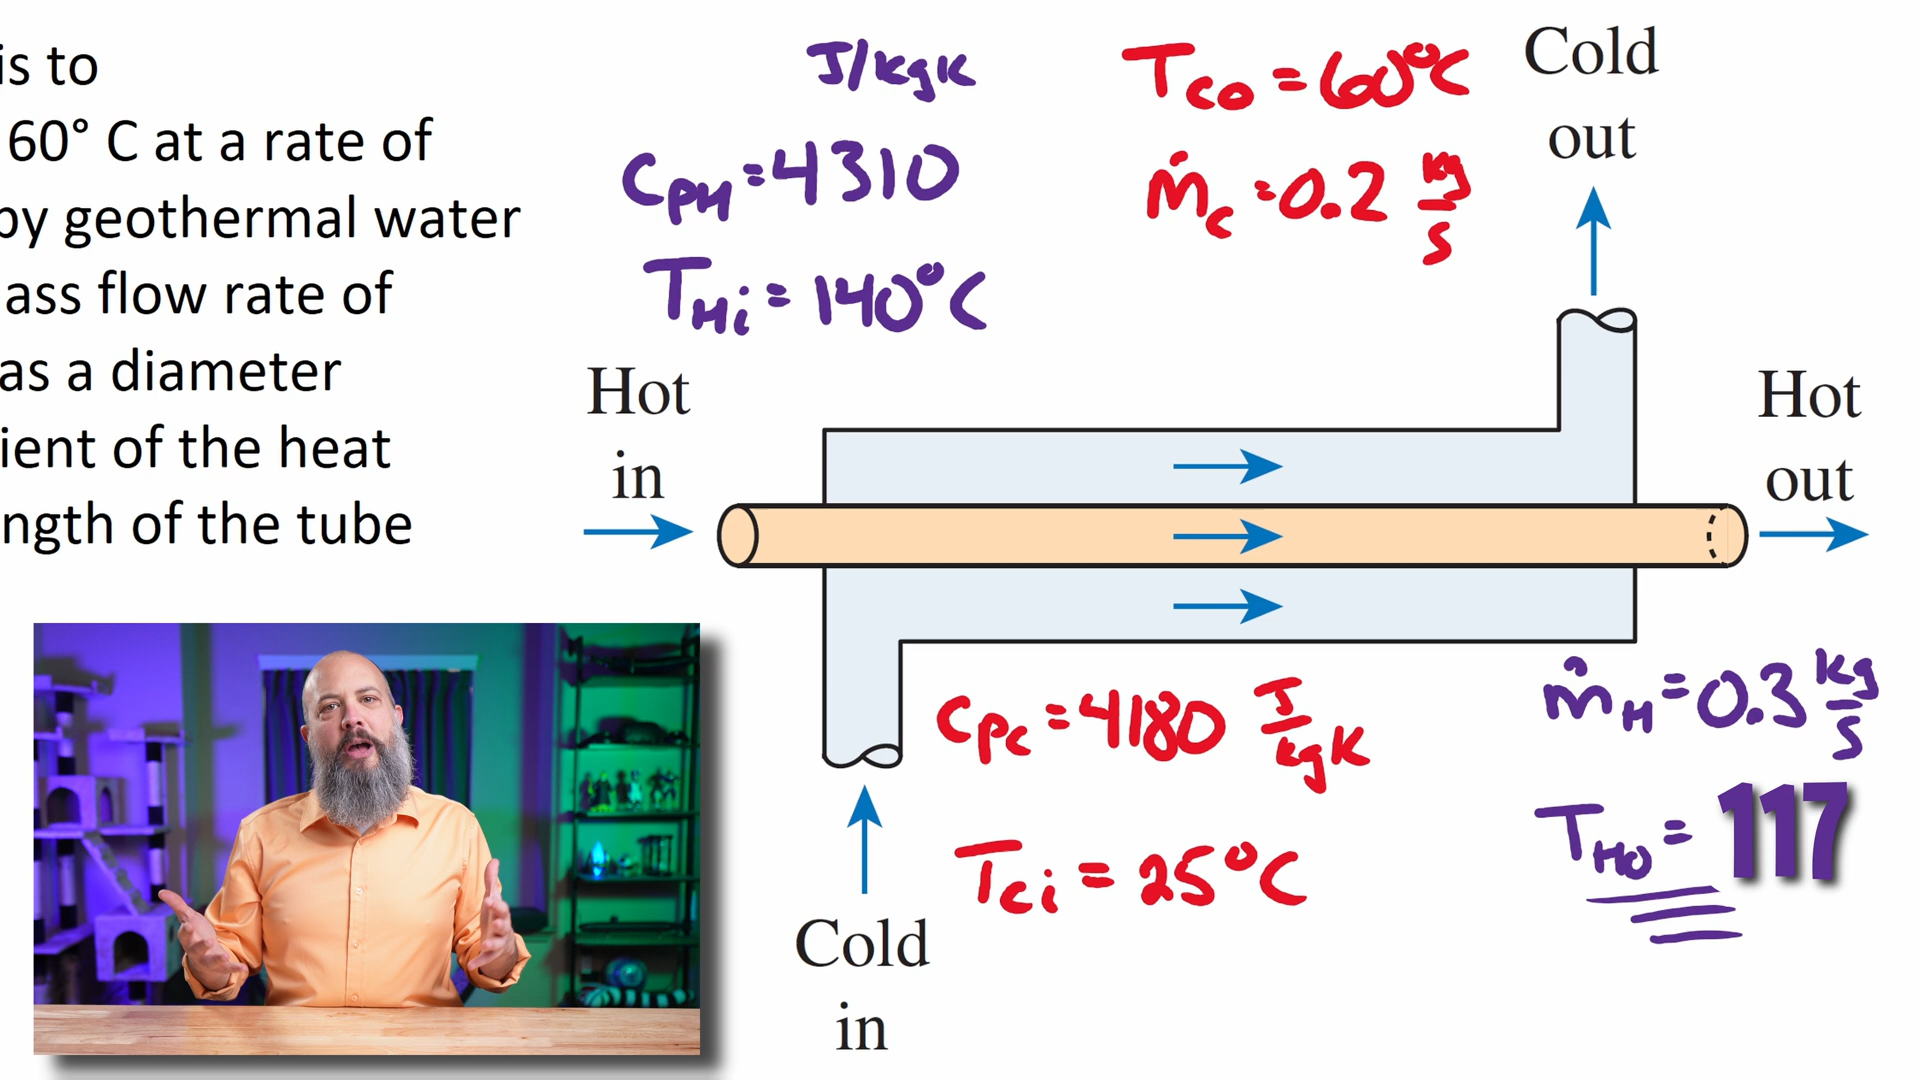 is to
60° C at a rate of
by geothermal water
ass flow rate of
as a diameter
ient of the heat
ngth of the tube
J/kgK
CPH=4310
THi=140°C
TCO=60°C
ṁC=0.2 kg/s
Cold
out
Hot
in
Hot
out
CPC=4180 J/kgK
TCi=25°C
ṁH=0.3 kg/s
THO=117
Cold
in